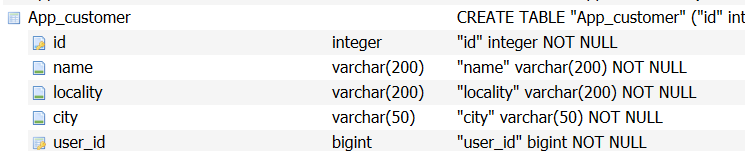 App_customer CREATE TABLE "App_customer" ("id" int
id integer "id" integer NOT NULL
name varchar(200) "name" varchar(200) NOT NULL
locality varchar(200) "locality" varchar(200) NOT NULL
city varchar(50) "city" varchar(50) NOT NULL
user_id bigint "user_id" bigint NOT NULL